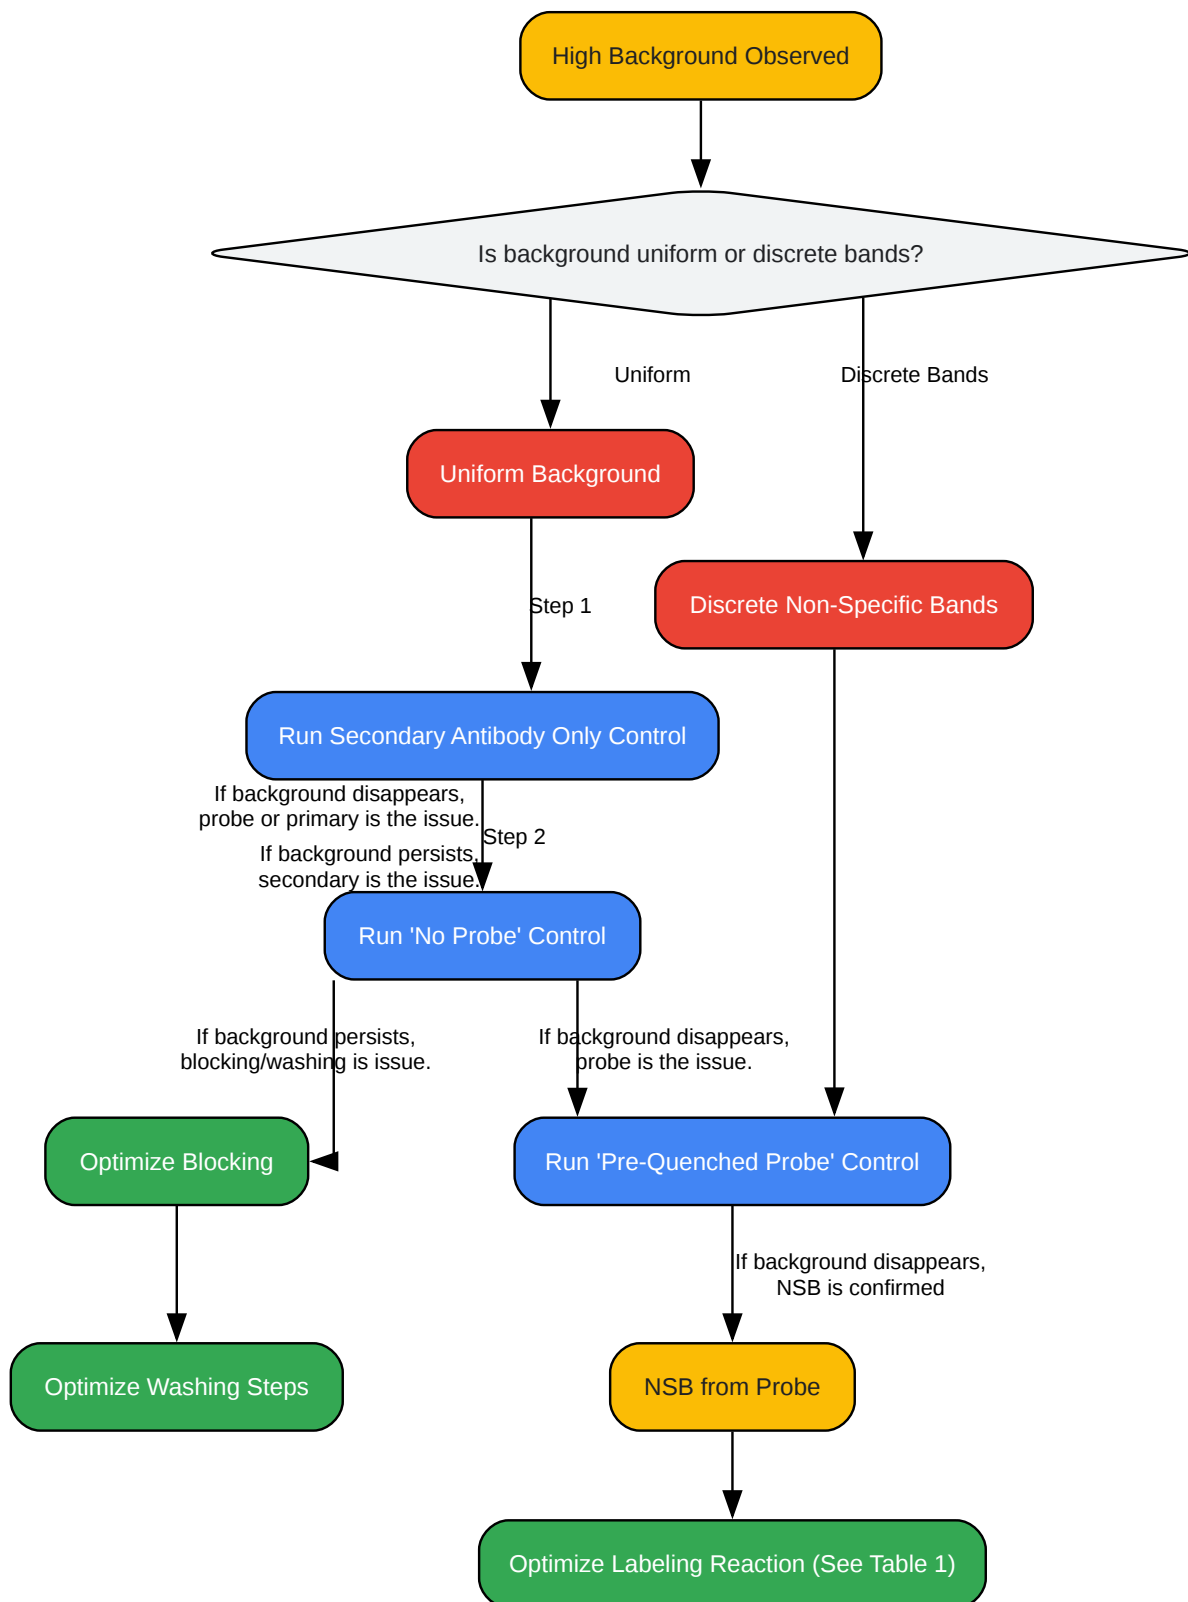 High Background Observed
Is background uniform or discrete bands?
Uniform
Discrete Bands
Uniform Background
Step 1
Discrete Non-Specific Bands
Run Secondary Antibody Only Control
If background disappears,
probe or primary is the issue.
Step 2
If background persists,
secondary is the issue.
Run 'No Probe' Control
If background persists,
blocking/washing is issue.
If background disappears,
probe is the issue.
Optimize Blocking
Run 'Pre-Quenched Probe' Control
If background disappears,
NSB is confirmed
Optimize Washing Steps
NSB from Probe
Optimize Labeling Reaction (See Table 1)